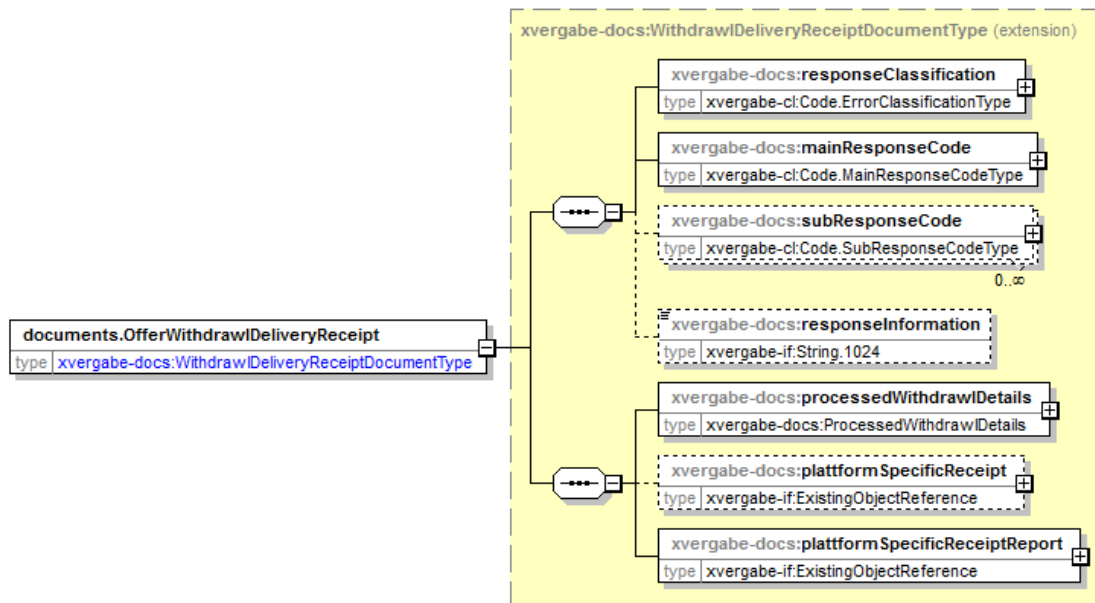 xvergabe-docs:WithdrawlDeliveryReceiptDocumentType (extension)
xvergabe-docs:responseClassification
type xvergabe-cl:Code.ErrorClassificationType
xvergabe-docs:mainResponseCode
type xvergabe-cl:Code.MainResponseCodeType
xvergabe-docs:subResponseCode
type xvergabe-cl:Code.SubResponseCodeType
0..∞
xvergabe-docs:responseInformation
type xvergabe-if:String.1024
documents.OfferWithdrawlDeliveryReceipt
type xvergabe-docs:WithdrawlDeliveryReceiptDocumentType
xvergabe-docs:processedWithdrawlDetails
type xvergabe-docs:ProcessedWithdrawlDetails
xvergabe-docs:plattformSpecificReceipt
type xvergabe-if:ExistingObjectReference
xvergabe-docs:plattformSpecificReceiptReport
type xvergabe-if:ExistingObjectReference